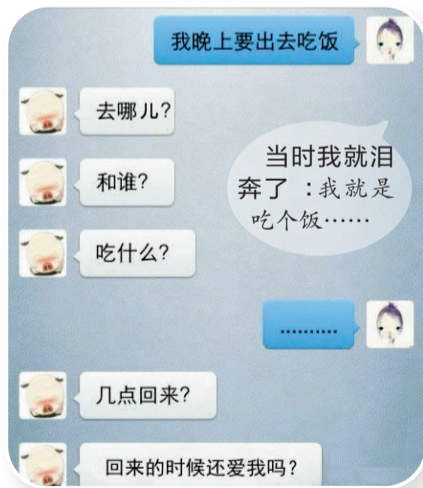 我晚上要出去吃饭
去哪儿?
和谁?
当时我就泪
奔了 :我就是
吃个饭……
吃什么?
..........
几点回来?
回来的时候还爱我吗?